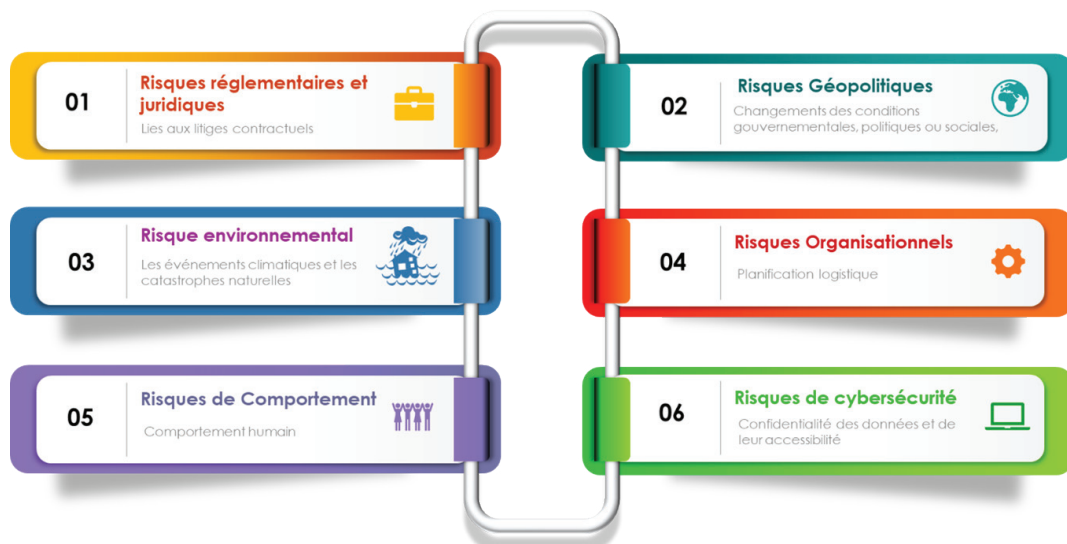 01
Risques réglementaires et
juridiques
Lies aux litiges contractuels
02
Risques Géopolitiques
Changements des conditions
gouvernementales, politiques ou sociales,
03
Risque environnemental
Les événements climatiques et les
catastrophes naturelles
04
Risques Organisationnels
Planification logistique
05
Risques de Comportement
Comportement humain
06
Risques de cybersécurité
Confidentialité des données et de
leur accessibilité